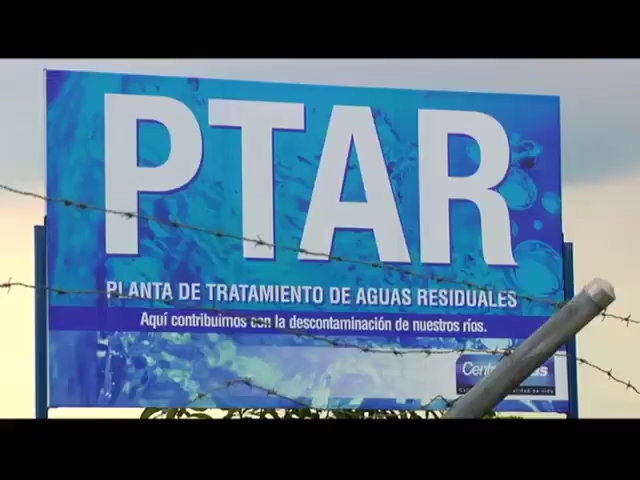 PTAR
PLANTA DE TRATAMIENTO DE AGUAS RESIDUALES
Aquí contribuimos con la descontaminación de nuestros ríos.